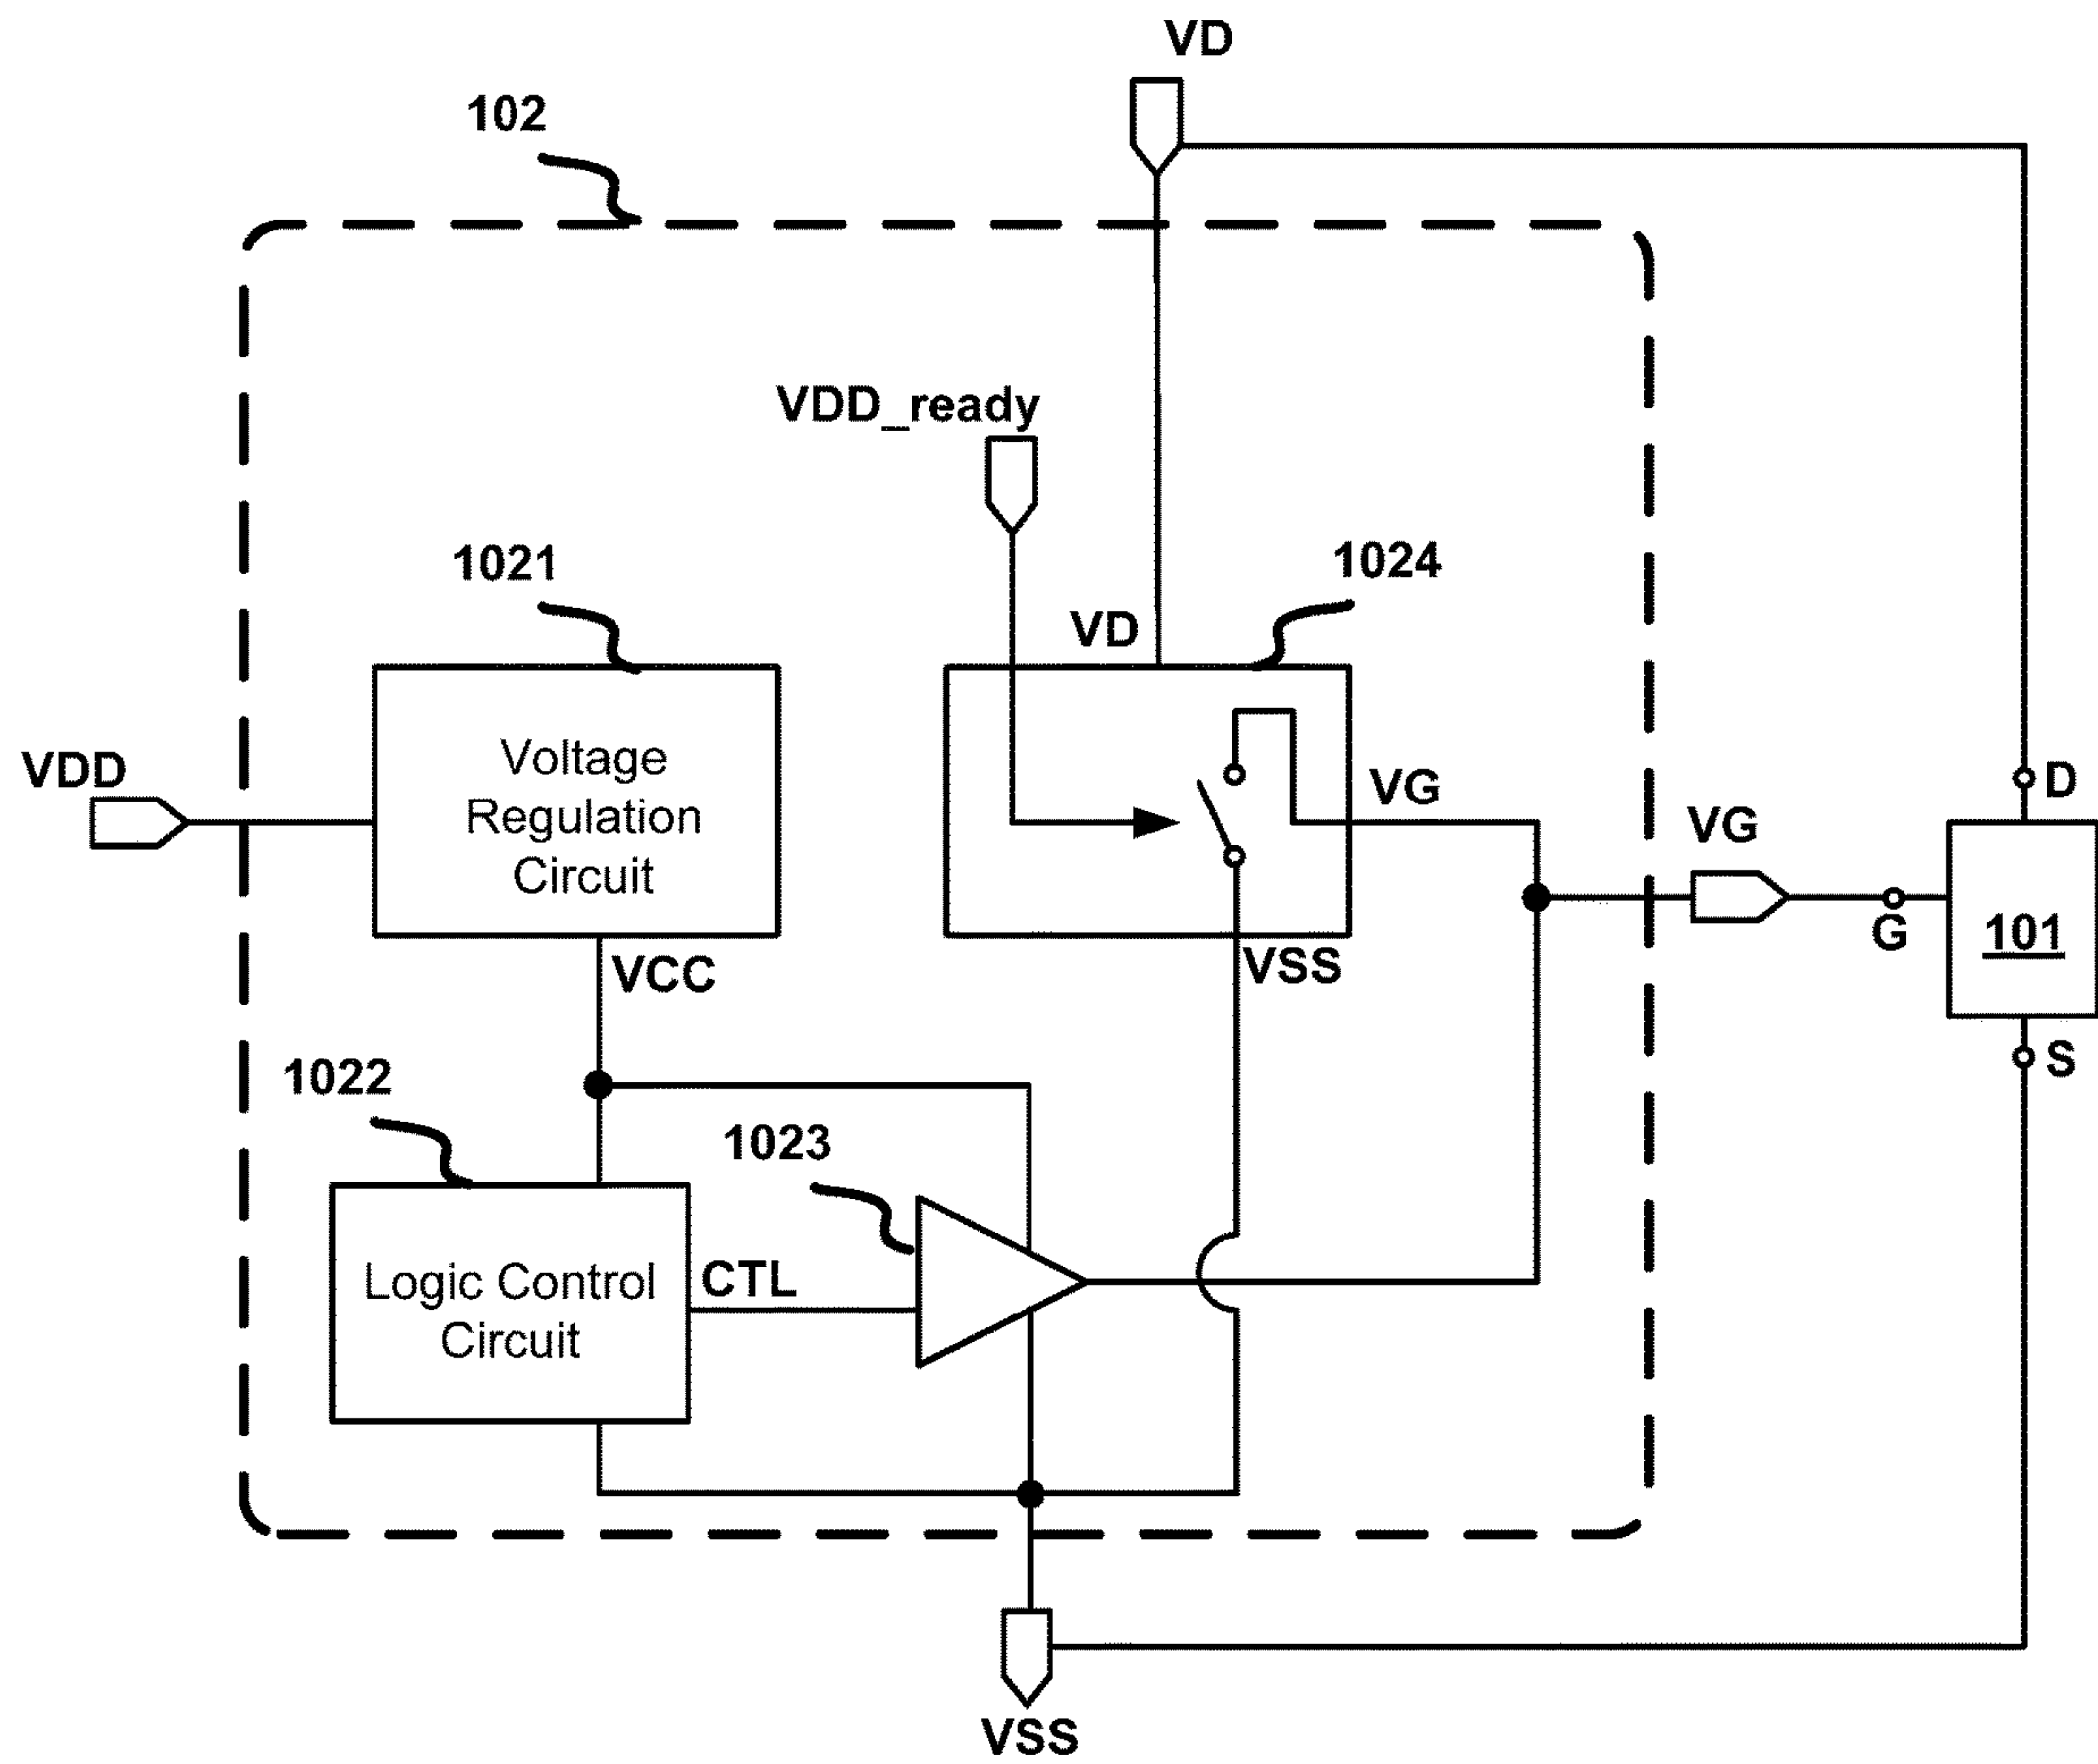 VD
102
VDD_ready
1021
1024
VD
VDD
Voltage
Regulation
Circuit
VG
VG
D
G
101
VCC
VSS
S
1022
1023
Logic Control
Circuit
CTL
VSS